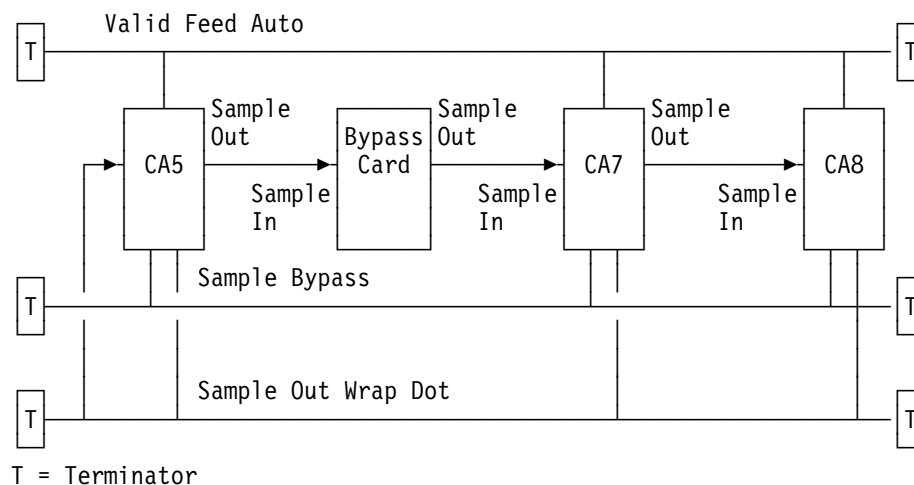 Valid Feed Auto
T
T
Sample
Out
Sample
Out
Sample
Out
CA5
Bypass
Card
CA7
CA8
Sample
In
Sample
In
Sample
In
Sample Bypass
T
T
Sample Out Wrap Dot
T
T
T = Terminator